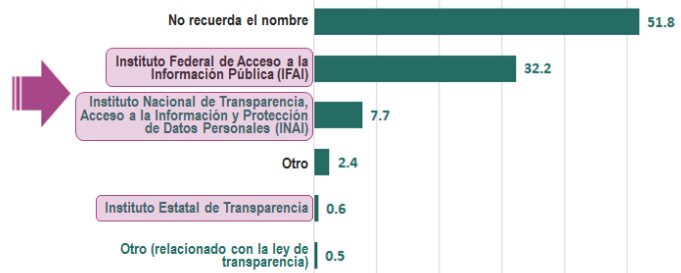 No recuerda el nombre
51.8
Instituto Federal de Acceso a la
Información Pública (IFAI)
32.2
Instituto Nacional de Transparencia,
Acceso a la Información y Protección
de Datos Personales (INAI)
7.7
Otro
2.4
Instituto Estatal de Transparencia
0.6
Otro (relacionado con la ley de
transparencia)
0.5